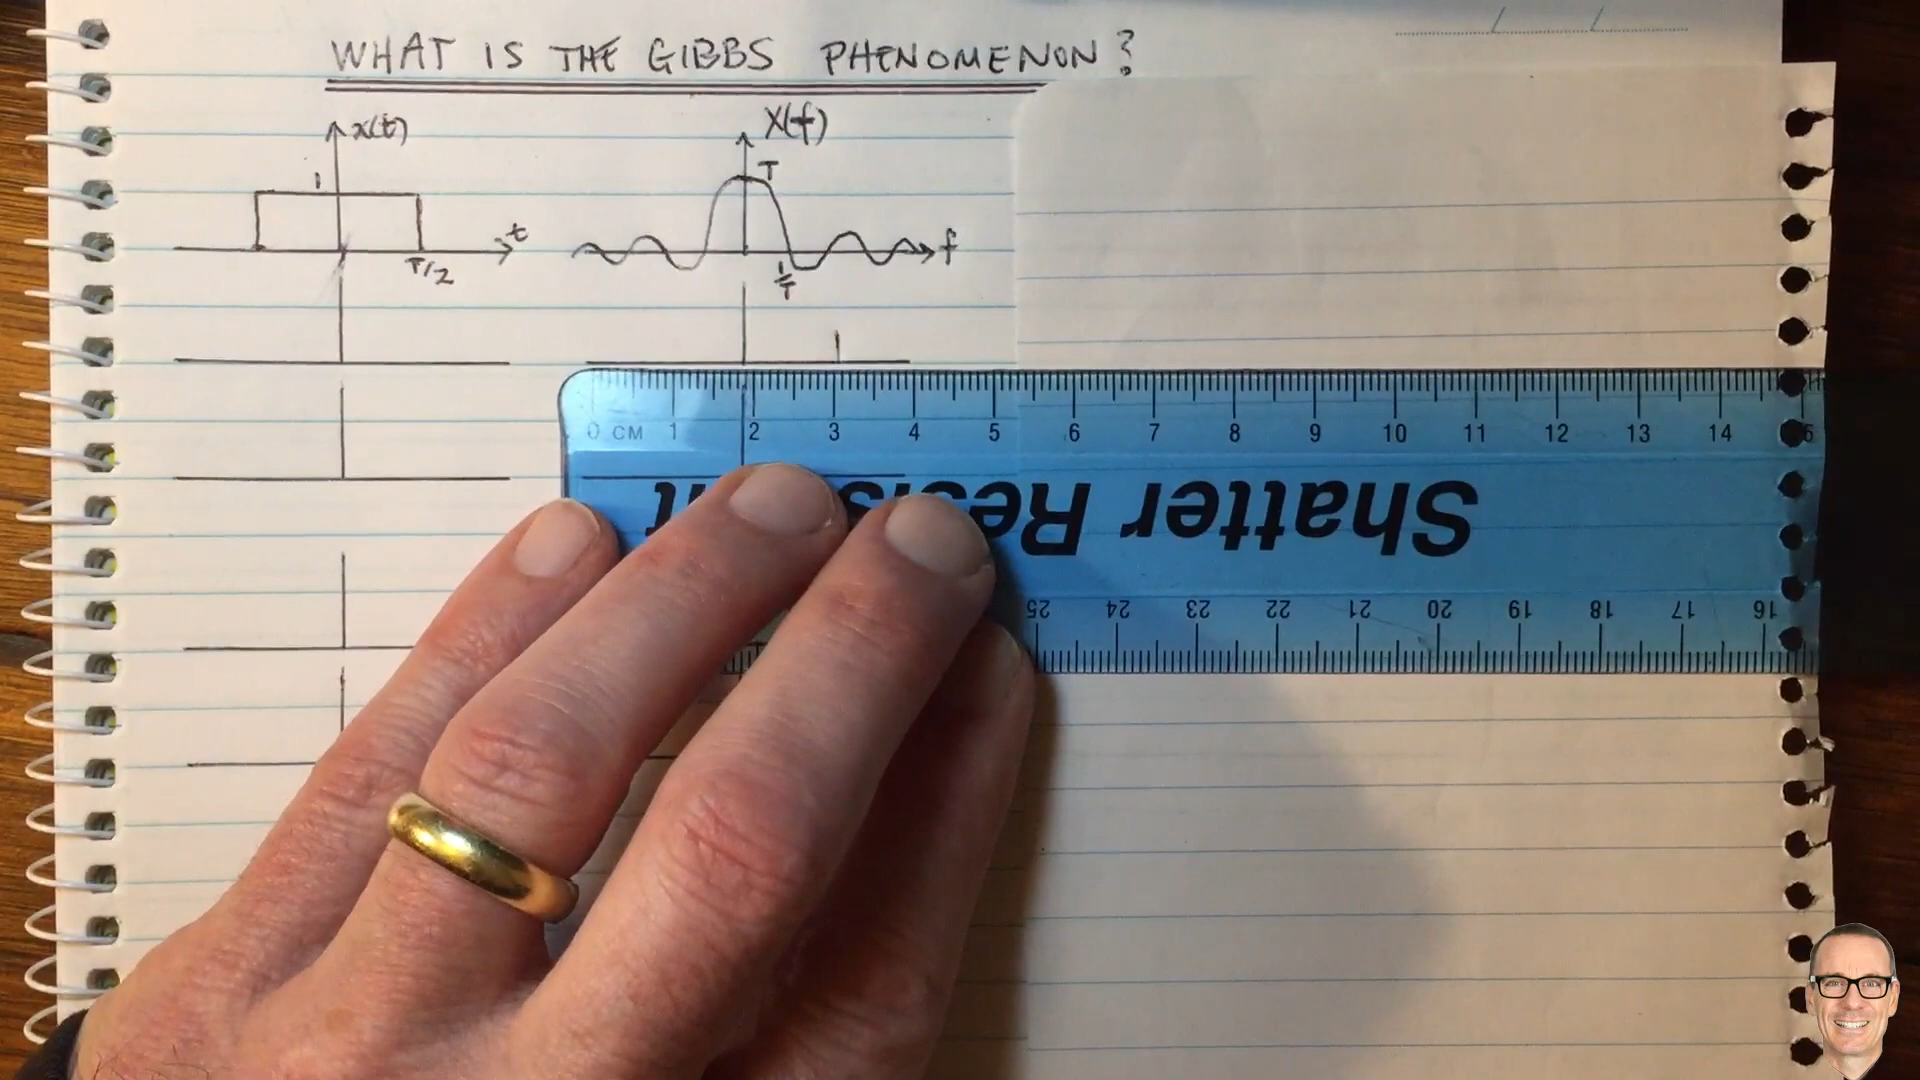 WHAT IS THE GIBBS PHENOMENON?
x(t)
X(f)
1
T
t
f
T/2
1/T
0 CM 1 2 3 4 5 6 7 8 9 10 11 12 13 14
Shatter Resis
25 24 23 22 21 20 19 18 17 16